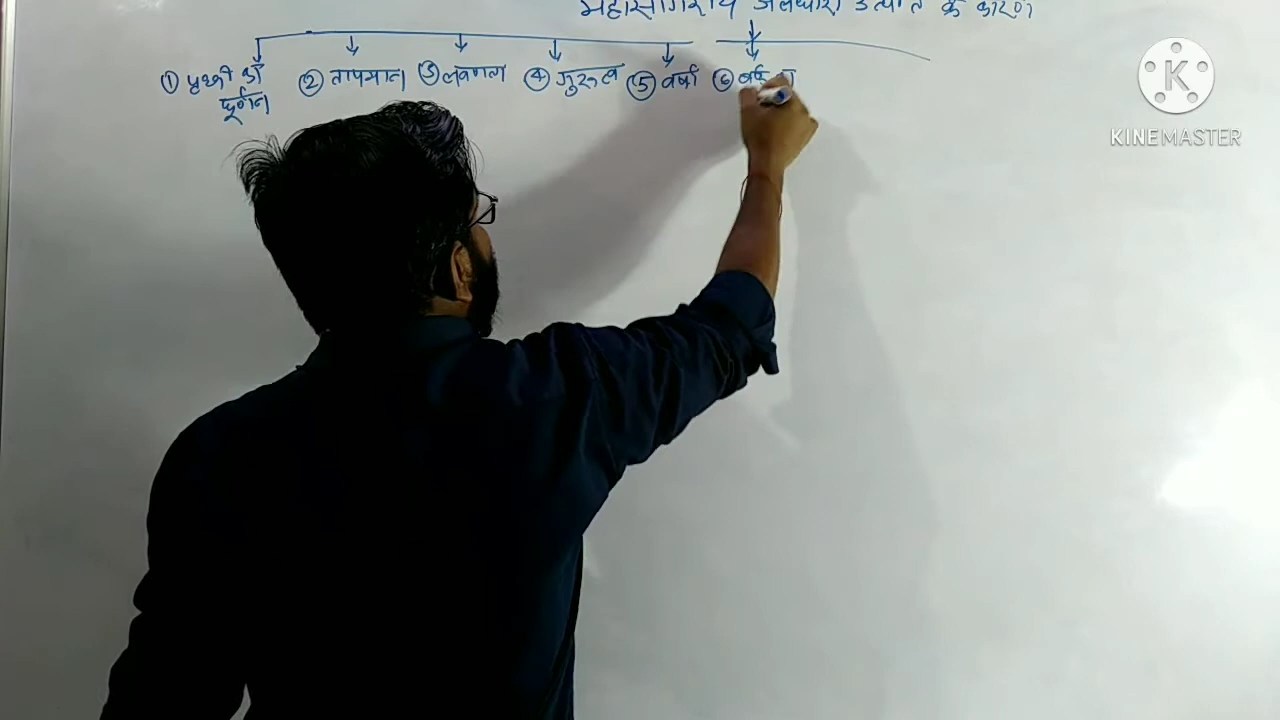 महासागरीय जलधारा उत्पत्ति के कारण
① पृथ्वी की ② तापमान ③ लवणता ④ गुरुत्व ⑤ वर्षा ⑥
घूर्णन
KINEMASTER